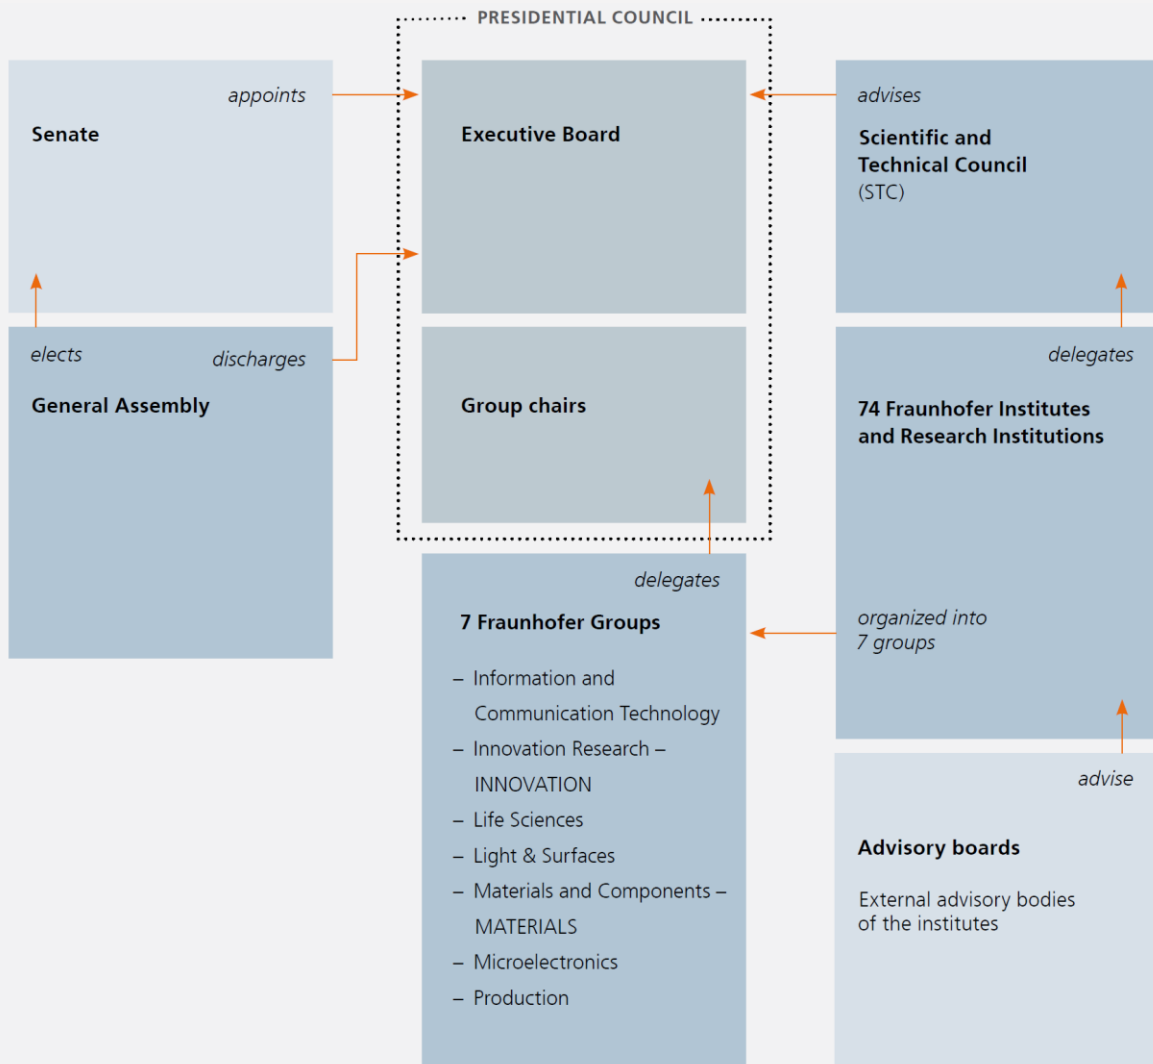 PRESIDENTIAL COUNCIL
appoints
Senate
Executive Board
advises
Scientific and
Technical Council
(STC)
elects
discharges
General Assembly
Group chairs
delegates
74 Fraunhofer Institutes
and Research Institutions
organized into
7 groups
delegates
7 Fraunhofer Groups
– Information and
Communication Technology
– Innovation Research –
INNOVATION
– Life Sciences
– Light & Surfaces
– Materials and Components –
MATERIALS
– Microelectronics
– Production
advise
Advisory boards
External advisory bodies
of the institutes